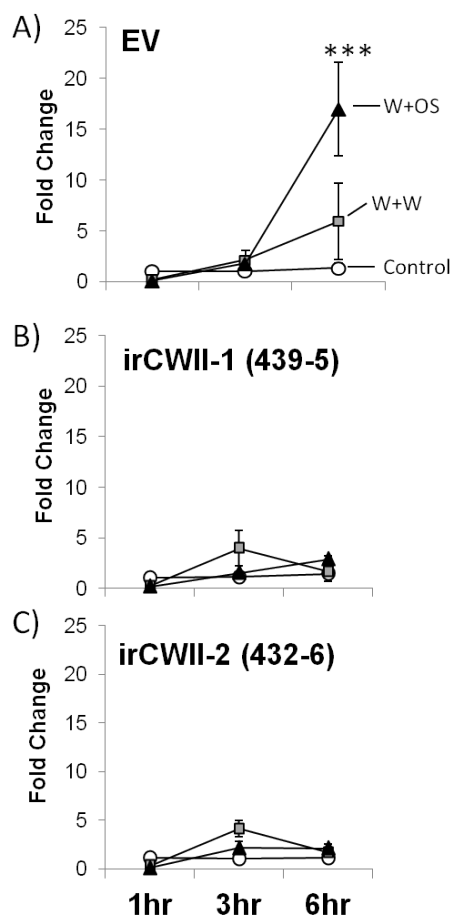 A)
EV
***
25
20
15
10
5
0
Fold Change
W+OS
W+W
Control
B)
irCWII-1 (439-5)
25
20
15
10
5
0
Fold Change
C)
irCWII-2 (432-6)
25
20
15
10
5
0
Fold Change
1hr 3hr 6hr